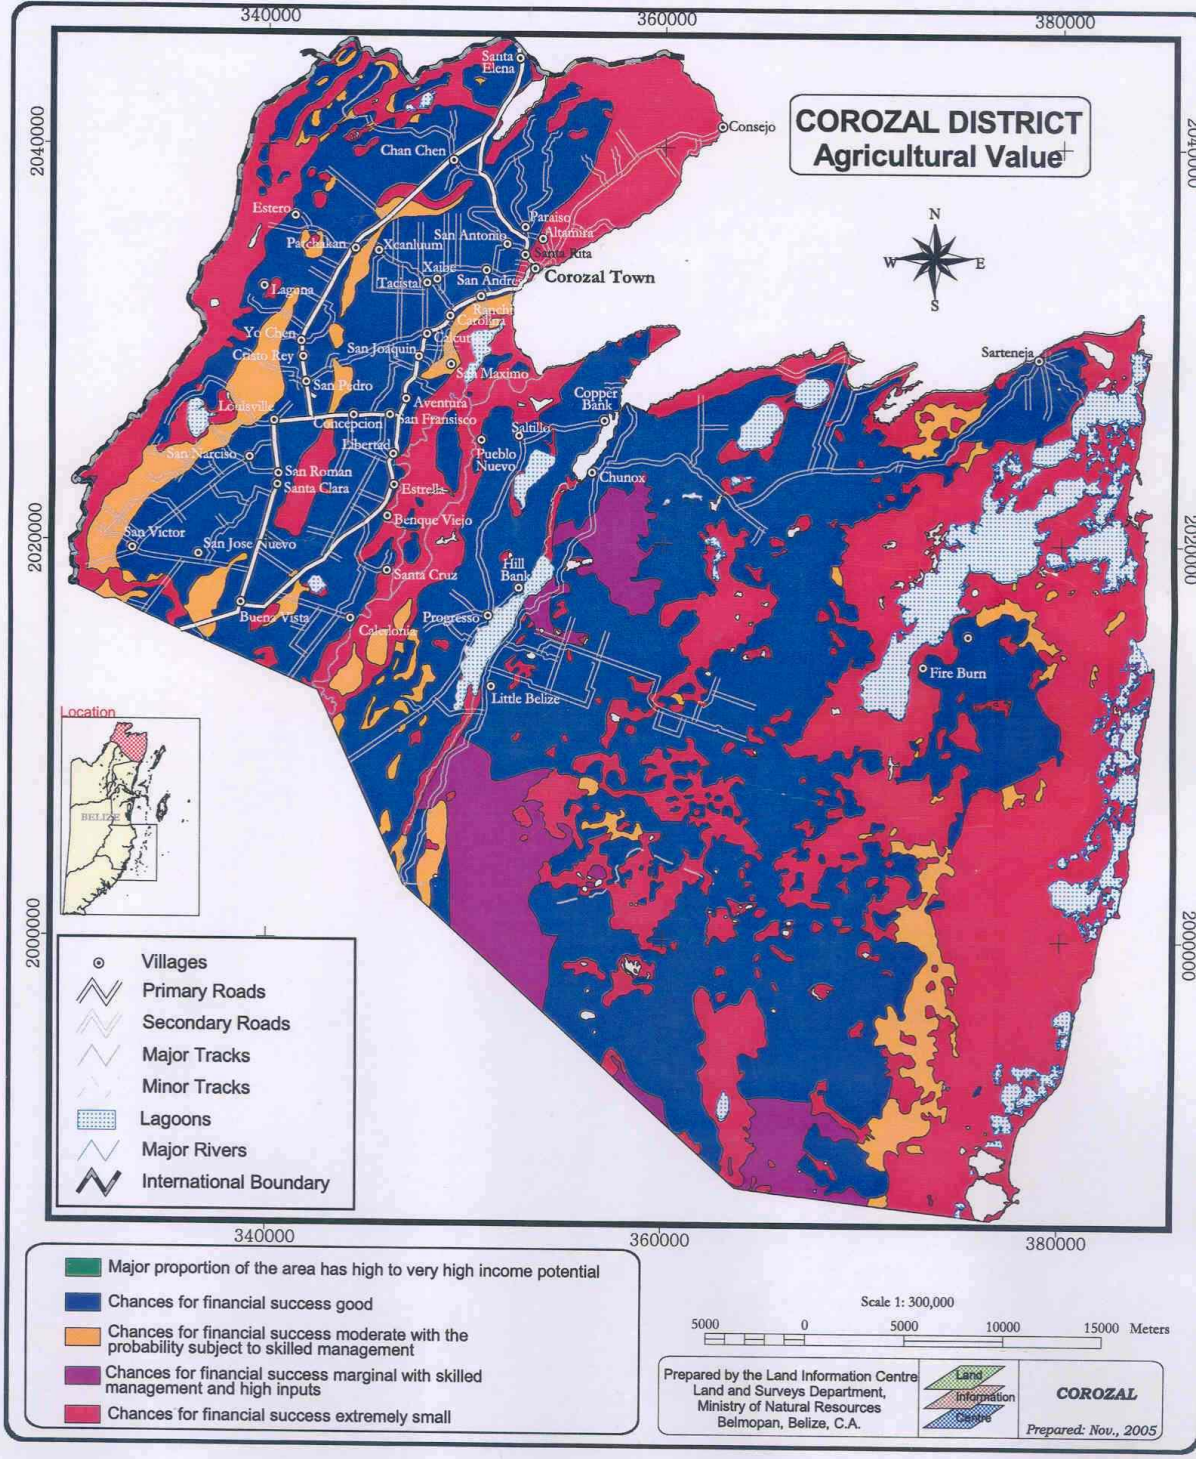 340000
360000
380000
2040000
2040000
COROZAL DISTRICT
Agricultural Value
N
W
E
S
Santa
Elena
Consejo
Chan Chen
Estero
Paraiso
Altamira
San Antonio
Patchakan
Xcanluum
Santa Rita
Xaibe
Corozal Town
Laguna
Tacistal
San Andres
Ranchi
Carolina
Yo Chen
Calcut
Cristo Rey
San Joaquin
Sarteneja
San Maximo
San Pedro
Copper
Bank
Louisville
Aventura
Concepcion
San Fransisco
Saltillo
Libertad
Pueblo
Nuevo
San Narciso
San Roman
Chunox
Santa Clara
Estrella
2020000
2020000
San Victor
Benque Viejo
San Jose Nuevo
Hill
Bank
Santa Cruz
Buena Vista
Progresso
Caledonia
Fire Burn
Little Belize
Location
BELIZE
2000000
2000000
Villages
Primary Roads
Secondary Roads
Major Tracks
Minor Tracks
Lagoons
Major Rivers
International Boundary
340000
360000
380000
Major proportion of the area has high to very high income potential
Chances for financial success good
Chances for financial success moderate with the
probability subject to skilled management
Chances for financial success marginal with skilled
management and high inputs
Chances for financial success extremely small
Scale 1: 300,000
5000 0 5000 10000 15000 Meters
Prepared by the Land Information Centre
Land and Surveys Department,
Ministry of Natural Resources
Belmopan, Belize, C.A.
Land
Information
Centre
COROZAL
Prepared: Nov., 2005